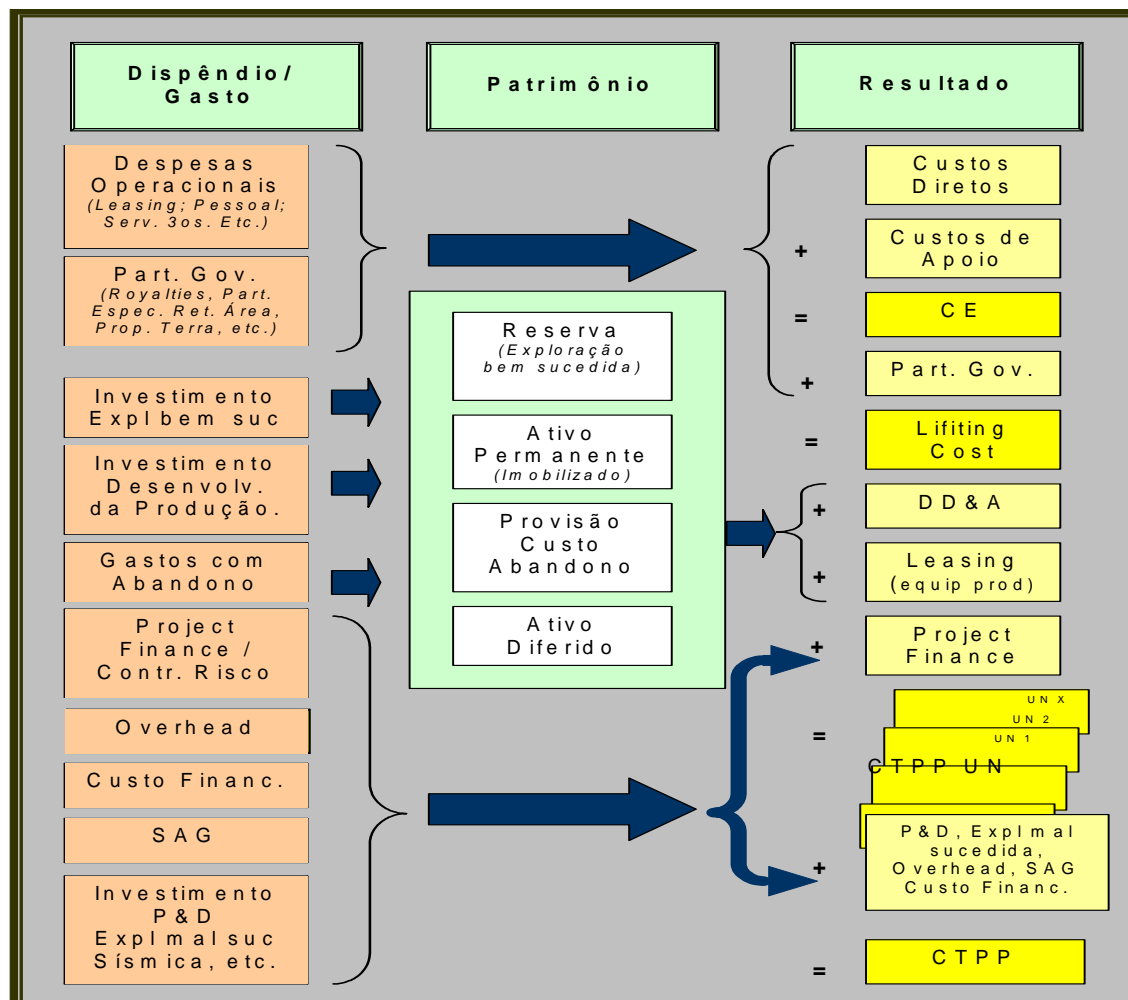 Dispêndio/
Gasto
Patrimônio
Resultado
Despesas
Operacionais
(Leasing; Pessoal;
Serv. 3os. Etc.)
Part. Gov.
(Royalties, Part.
Espec. Ret. Área,
Prop. Terra, etc.)
Investimento
Expl bem suc
Investimento
Desenvolv.
da Produção.
Gastos com
Abandono
Project
Finance /
Contr. Risco
Overhead
Custo Financ.
SAG
Investimento
P&D
Expl mal suc
Sísmica, etc.
Reserva
(Exploração
bem sucedida)
Ativo
Permanente
(Imobilizado)
Provisão
Custo
Abandono
Ativo
Diferido
Custos
Diretos
+
Custos de
Apoio
=
CE
+
Part. Gov.
=
Lifiting
Cost
+
DD&A
+
Leasing
(equip prod)
+
Project
Finance
UN X
UN 2
=
UN 1
CTPP UN
+
P&D, Expl mal
sucedida,
Overhead, SAG
Custo Financ.
=
CTPP